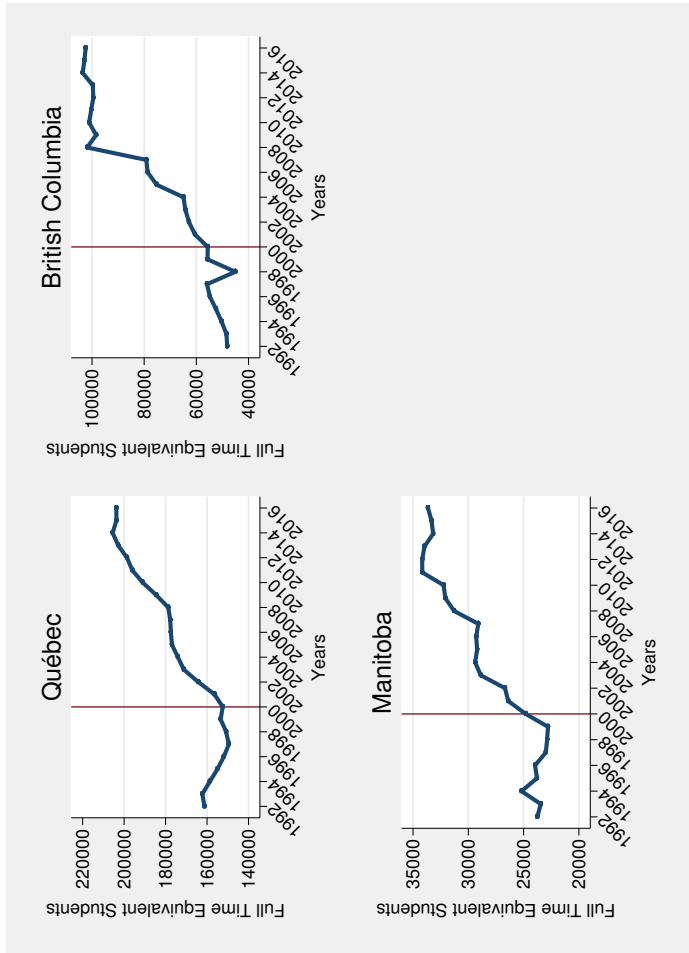 Québec
Full Time Equivalent Students
220000
200000
180000
160000
140000
1992 1994 1996 1998 2000 2002 2004 2006 2008 2010 2012 2014 2016
Years
British Columbia
Full Time Equivalent Students
100000
80000
60000
40000
1992 1994 1996 1998 2000 2002 2004 2006 2008 2010 2012 2014 2016
Years
Manitoba
Full Time Equivalent Students
35000
30000
25000
20000
1992 1994 1996 1998 2000 2002 2004 2006 2008 2010 2012 2014 2016
Years